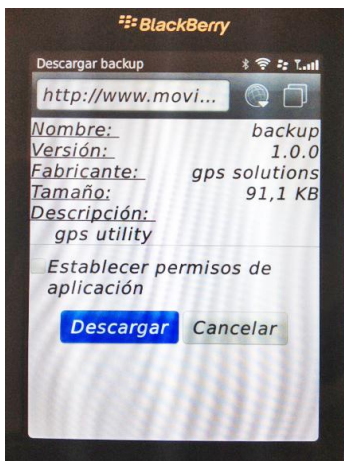 BlackBerry
Descargar backup
http://www.movi...
Nombre: backup
Versión: 1.0.0
Fabricante: gps solutions
Tamaño: 91,1 KB
Descripción:
gps utility
Establecer permisos de
aplicación
Descargar Cancelar